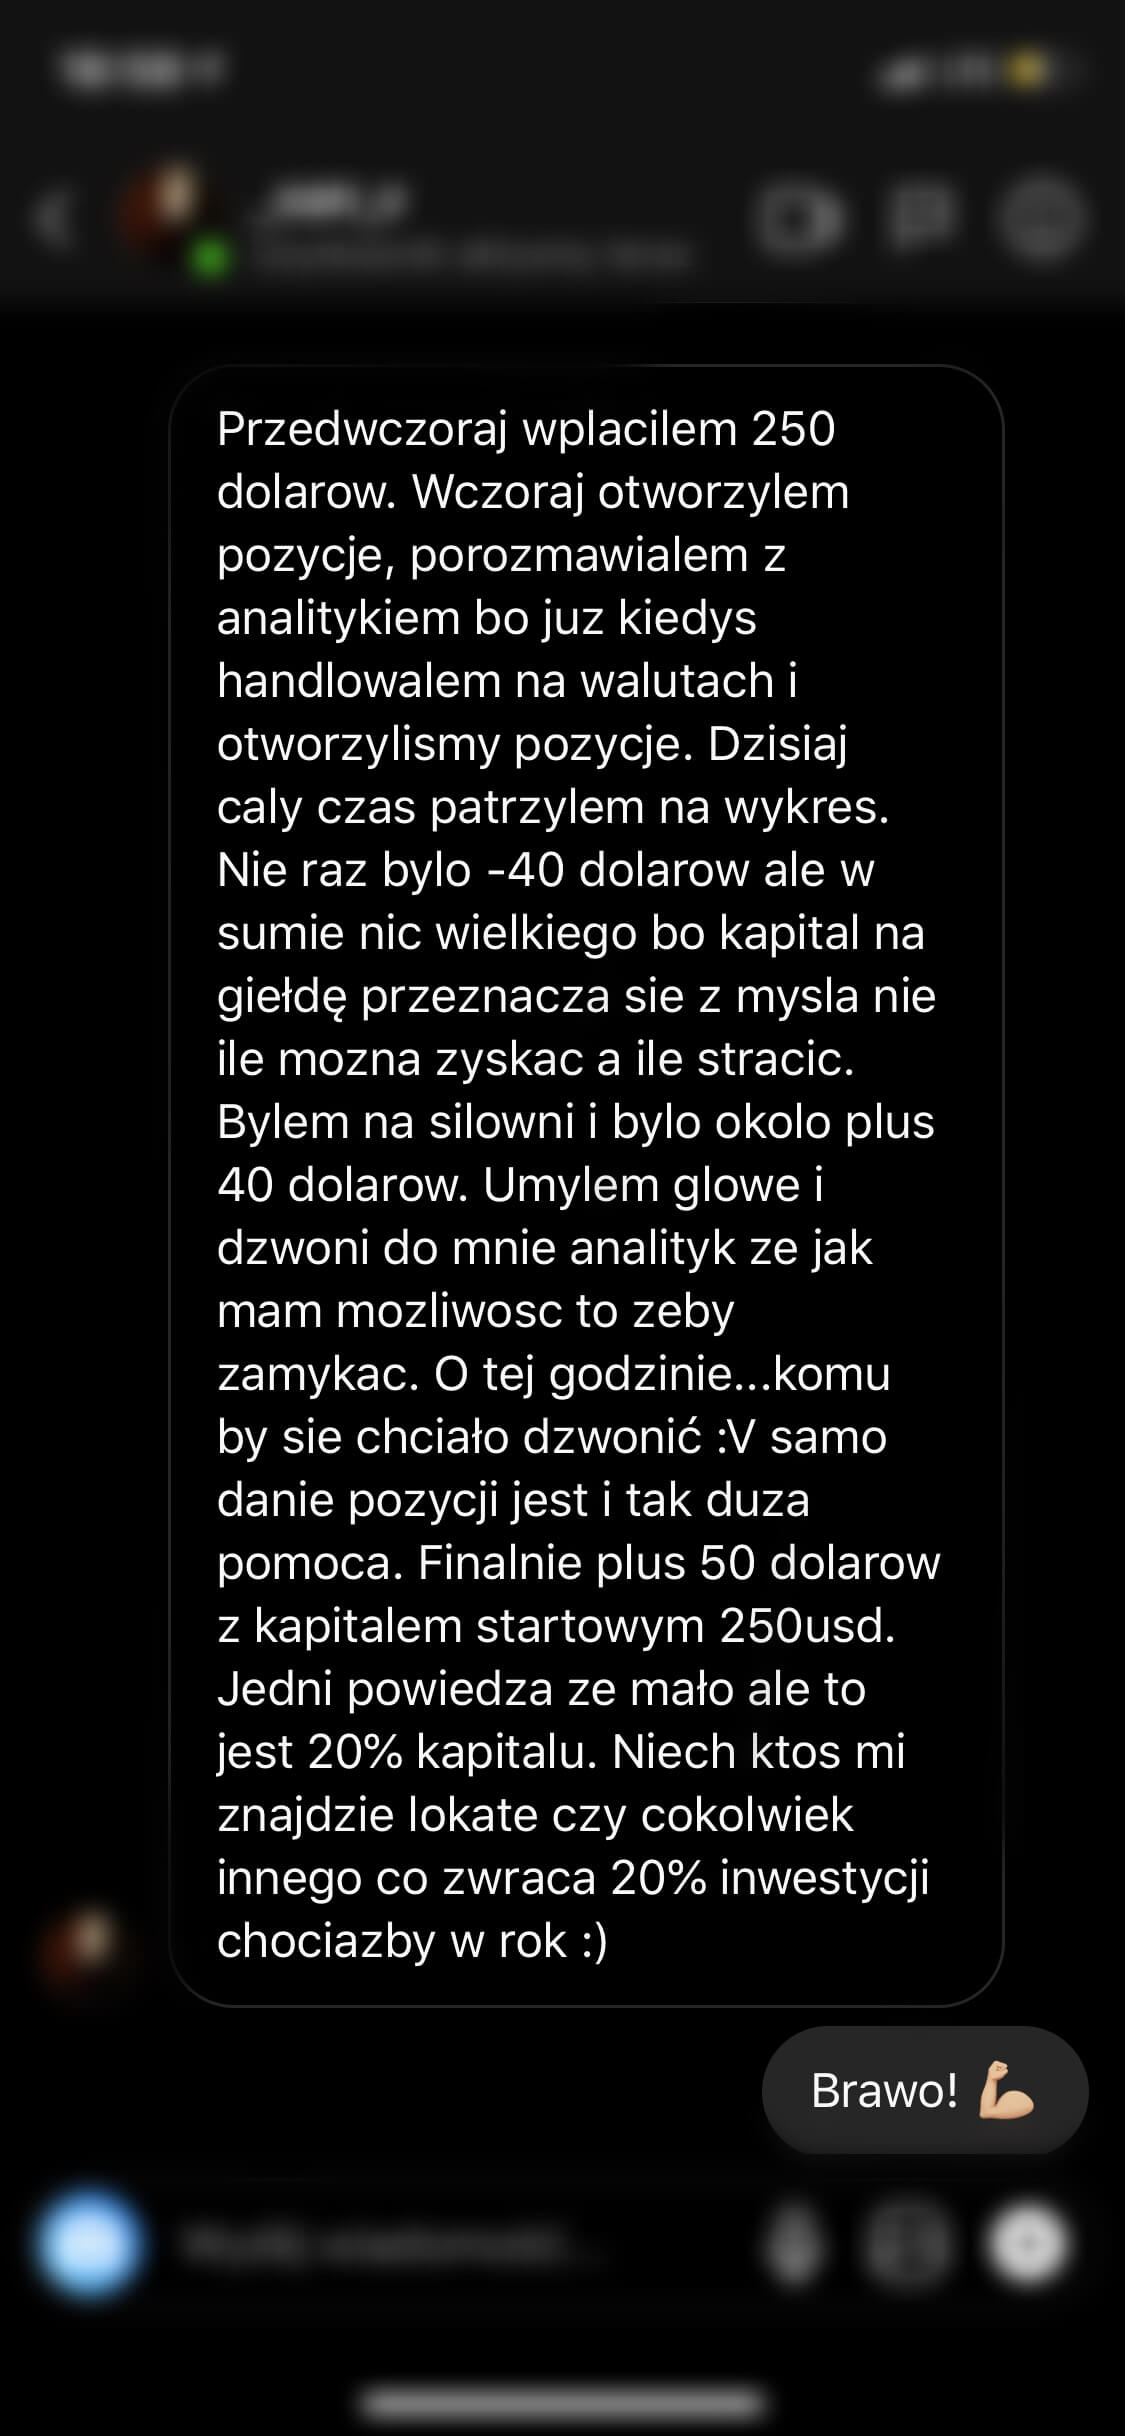 Przedwczoraj wplacilem 250
dolarow. Wczoraj otworzylem
pozycje, porozmawialem z
analitykiem bo juz kiedys
handlowalem na walutach i
otworzylismy pozycje. Dzisiaj
caly czas patrzylem na wykres.
Nie raz bylo -40 dolarow ale w
sumie nic wielkiego bo kapital na
giełdę przeznacza sie z mysla nie
ile mozna zyskac a ile stracic.
Bylem na silowni i bylo okolo plus
40 dolarow. Umylem glowe i
dzwoni do mnie analityk ze jak
mam mozliwosc to zeby
zamykac. O tej godzinie...komu
by sie chciało dzwonić :V samo
danie pozycji jest i tak duza
pomoca. Finalnie plus 50 dolarow
z kapitalem startowym 250usd.
Jedni powiedza ze mało ale to
jest 20% kapitalu. Niech ktos mi
znajdzie lokate czy cokolwiek
innego co zwraca 20% inwestycji
chociazby w rok :)
Brawo! 💪🏼